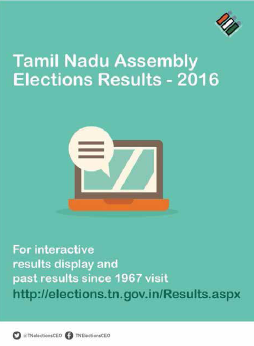 Tamil Nadu Assembly
Elections Results - 2016
For interactive
results display and
past results since 1967 visit
http://elections.tn.gov.in/Results.aspx
@TNelectionsCEO TNElectionsCEO